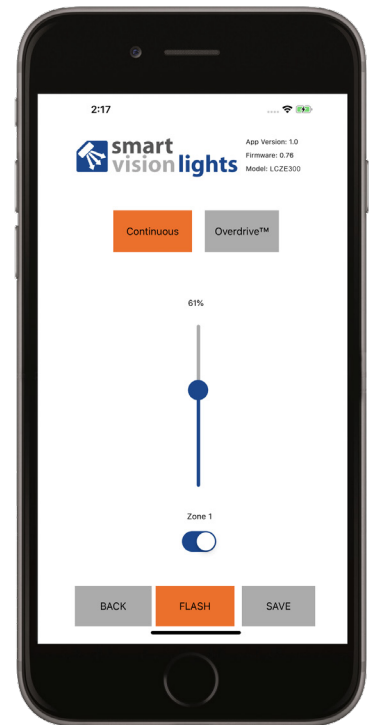 2:17
smart
vision lights
App Version: 1.0
Firmware: 0.76
Model: LCZE300
Continuous
Overdrive™
61%
Zone 1
BACK
FLASH
SAVE